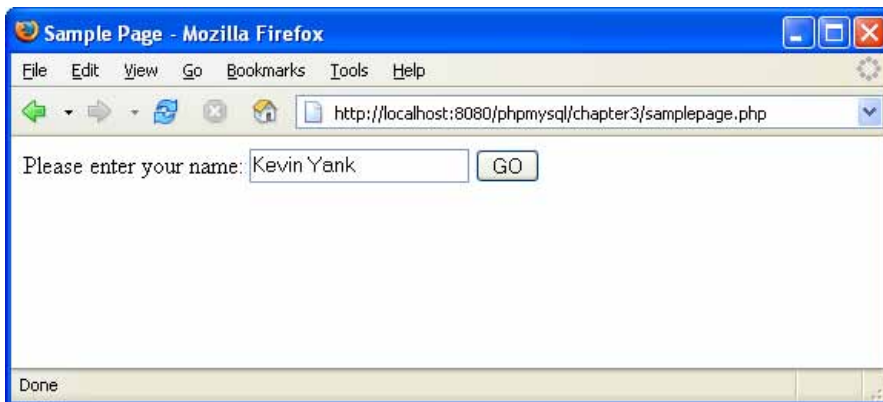 Sample Page - Mozilla Firefox
File Edit View Go Bookmarks Tools Help
http://localhost:8080/phpmysql/chapter3/samplepage.php
Please enter your name: Kevin Yank GO
Done